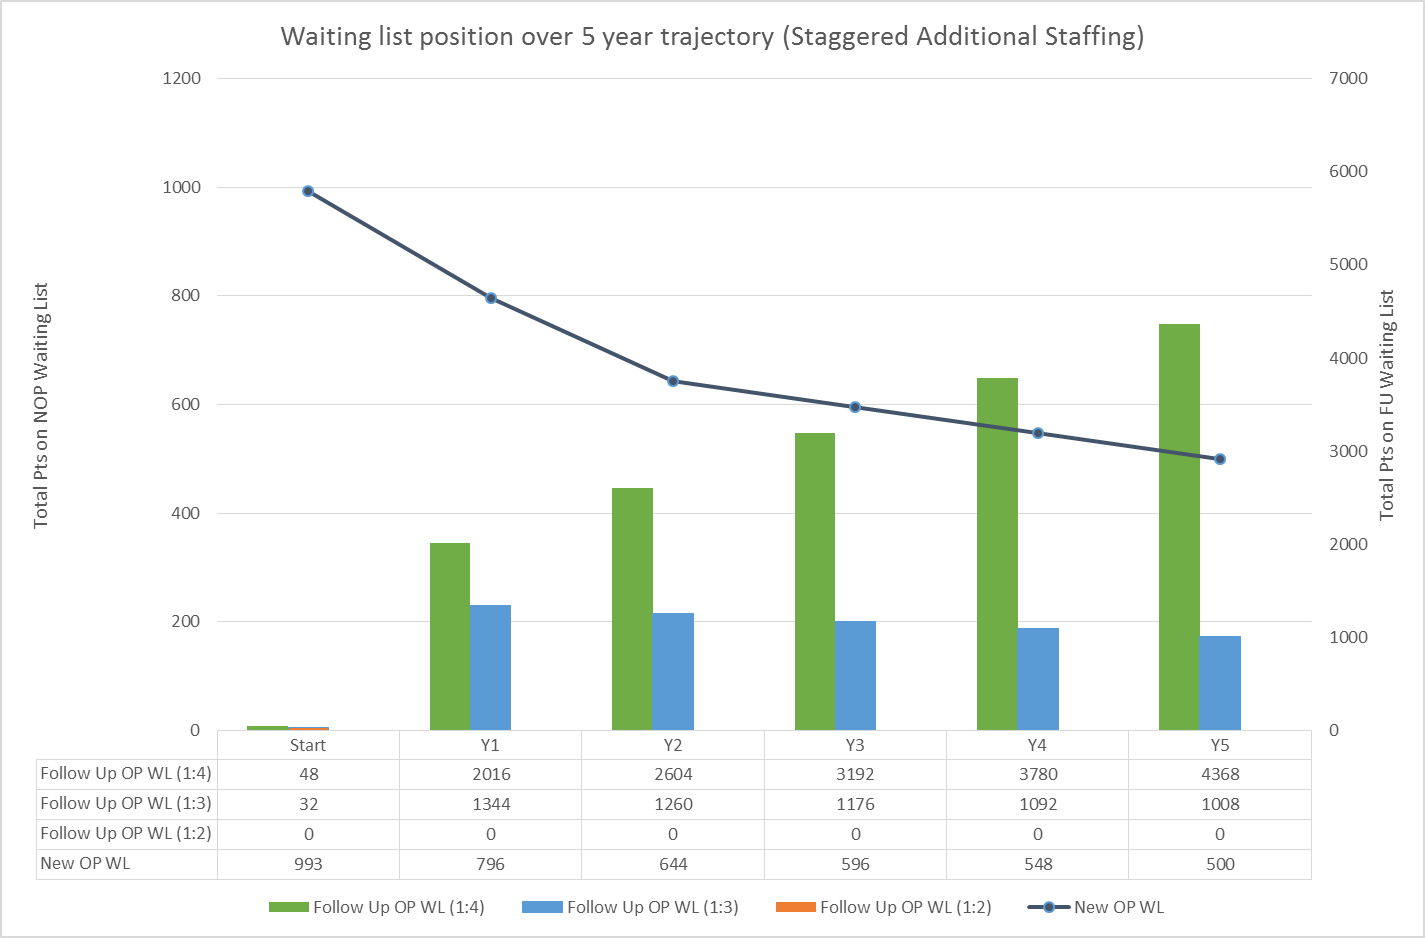 Waiting list position over 5 year trajectory (Staggered Additional Staffing)
1200
1000
800
600
400
200
0
Total Pts on NOP Waiting List
7000
6000
5000
4000
3000
2000
1000
0
Total Pts on FU Waiting List
Start Y1 Y2 Y3 Y4 Y5
Follow Up OP WL (1:4) 48 2016 2604 3192 3780 4368
Follow Up OP WL (1:3) 32 1344 1260 1176 1092 1008
Follow Up OP WL (1:2) 0 0 0 0 0 0
New OP WL 993 796 644 596 548 500
Follow Up OP WL (1:4) Follow Up OP WL (1:3) Follow Up OP WL (1:2) New OP WL